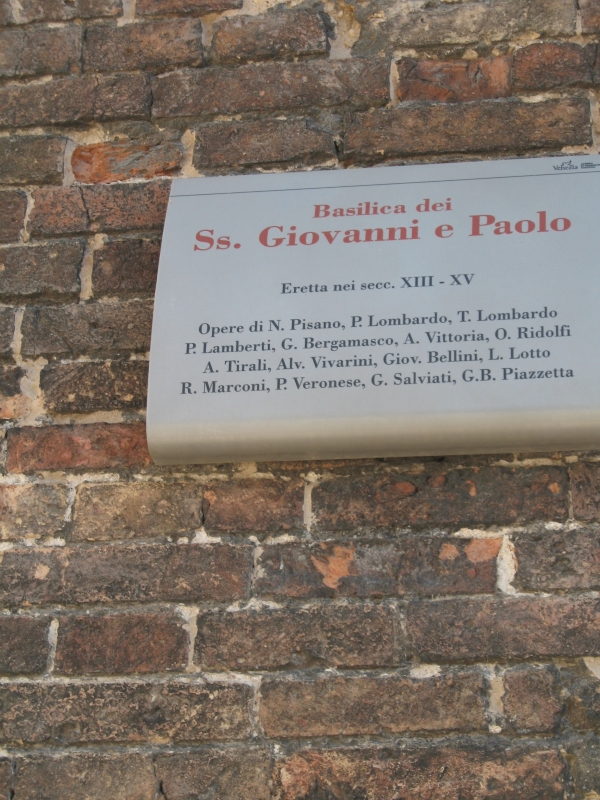 Venezia
Basilica dei
Ss. Giovanni e Paolo
Eretta nei secc. XIII - XV
Opere di N. Pisano, P. Lombardo, T. Lombardo
P. Lamberti, G. Bergamasco, A. Vittoria, O. Ridolfi
A. Tirali, Alv. Vivarini, Giov. Bellini, L. Lotto
R. Marconi, P. Veronese, G. Salviati, G.B. Piazzetta